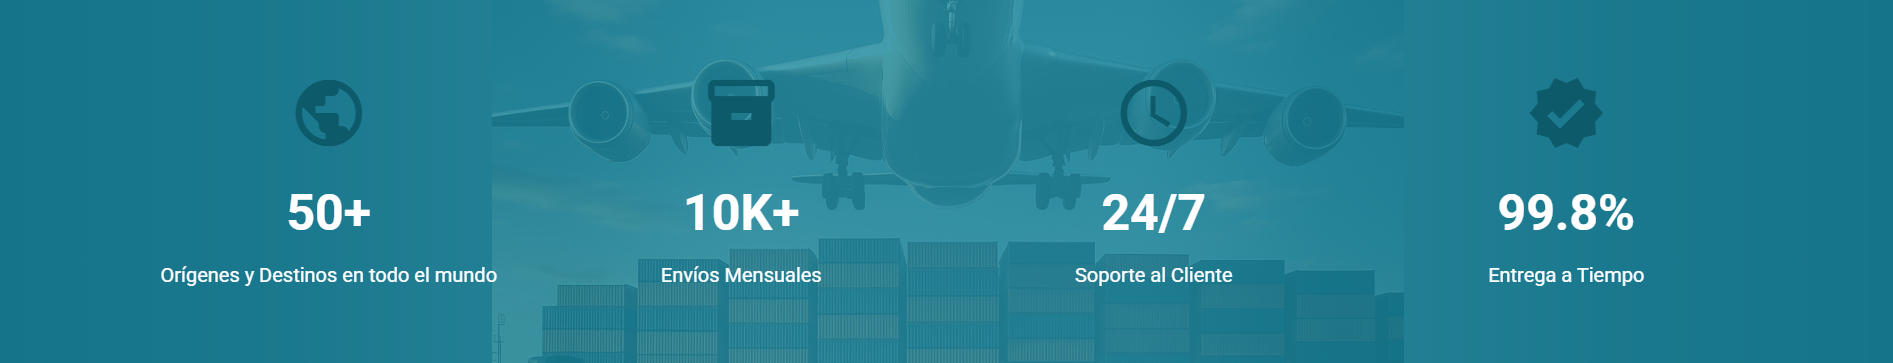 50+
10K+
24/7
99.8%
Orígenes y Destinos en todo el mundo
Envíos Mensuales
Soporte al Cliente
Entrega a Tiempo